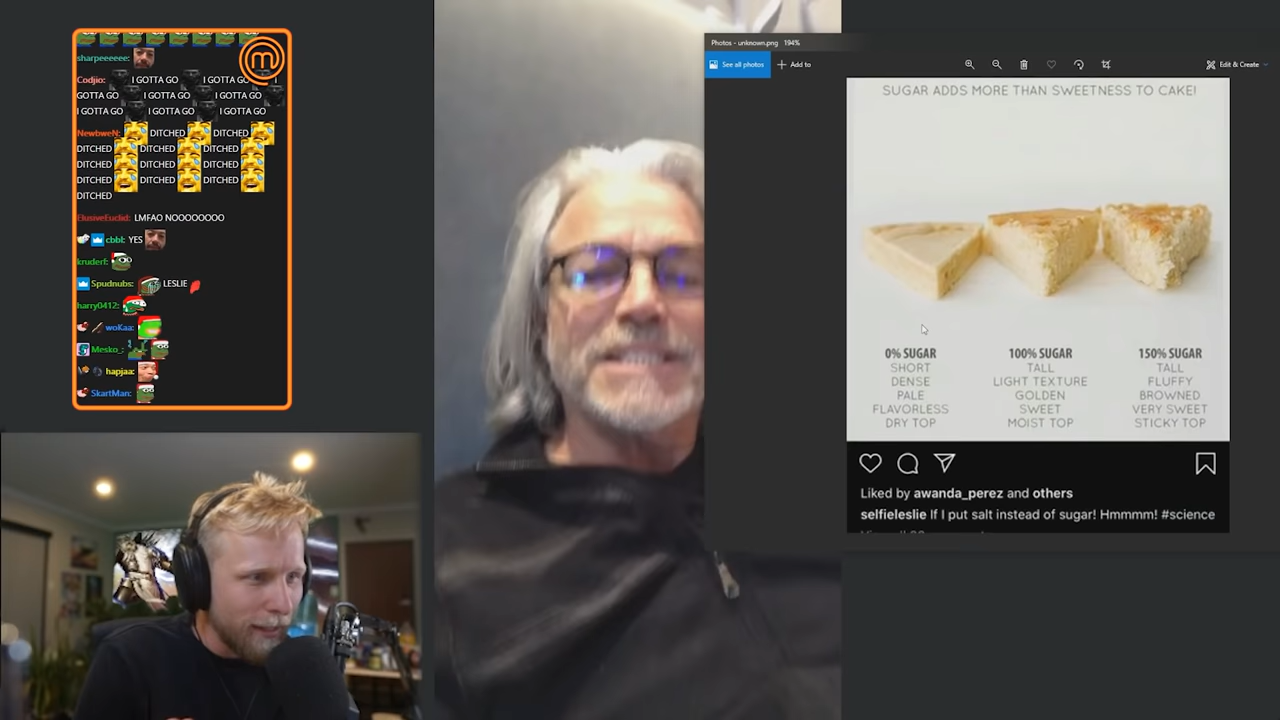 sharpeeeeee:
Codjio: I GOTTA GO I GOTTA GO I
GOTTA GO I GOTTA GO
I GOTTA GO I GOTTA GO
NewbweN: DITCHED DITCHED
DITCHED DITCHED DITCHED
DITCHED DITCHED DITCHED
DITCHED DITCHED DITCHED
DITCHED
ElusiveEuclid: LMFAO NOOOOOOOO
cbbl: YES
kruderf:
Spudnubs: LESLIE
harry0412:
woKaa:
Mesko_:
hapjaa:
SkartMan:
Photos - unknown.png 194%
See all photos
Add to
Edit & Create
SUGAR ADDS MORE THAN SWEETNESS TO CAKE!
0% SUGAR
SHORT
DENSE
PALE
FLAVORLESS
DRY TOP
100% SUGAR
TALL
LIGHT TEXTURE
GOLDEN
SWEET
MOIST TOP
150% SUGAR
TALL
FLUFFY
BROWNED
VERY SWEET
STICKY TOP
Liked by awanda_perez and others
selfieleslie If I put salt instead of sugar! Hmmmm! #science